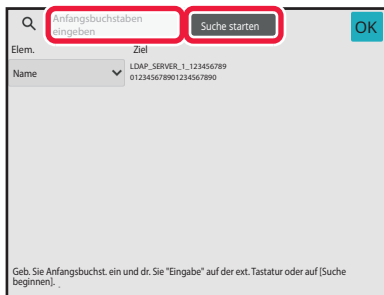 Anfangsbuchstaben
eingeben
Suche starten
OK
Elem.
Ziel
Name
LDAP_SERVER_1_123456789
012345678901234567890
Geb. Sie Anfangsbuchst. ein und dr. Sie "Eingabe" auf der ext. Tastatur oder auf [Suche
beginnen].